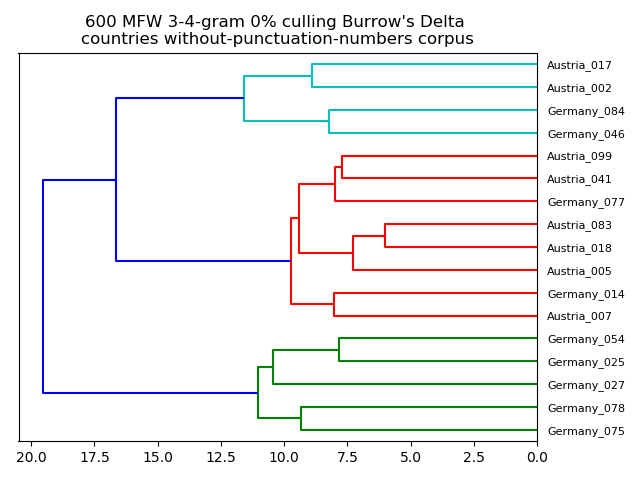 600 MFW 3-4-gram 0% culling Burrow's Delta
countries without-punctuation-numbers corpus
Austria_017
Austria_002
Germany_084
Germany_046
Austria_099
Austria_041
Germany_077
Austria_083
Austria_018
Austria_005
Germany_014
Austria_007
Germany_054
Germany_025
Germany_027
Germany_078
Germany_075
20.0 17.5 15.0 12.5 10.0 7.5 5.0 2.5 0.0